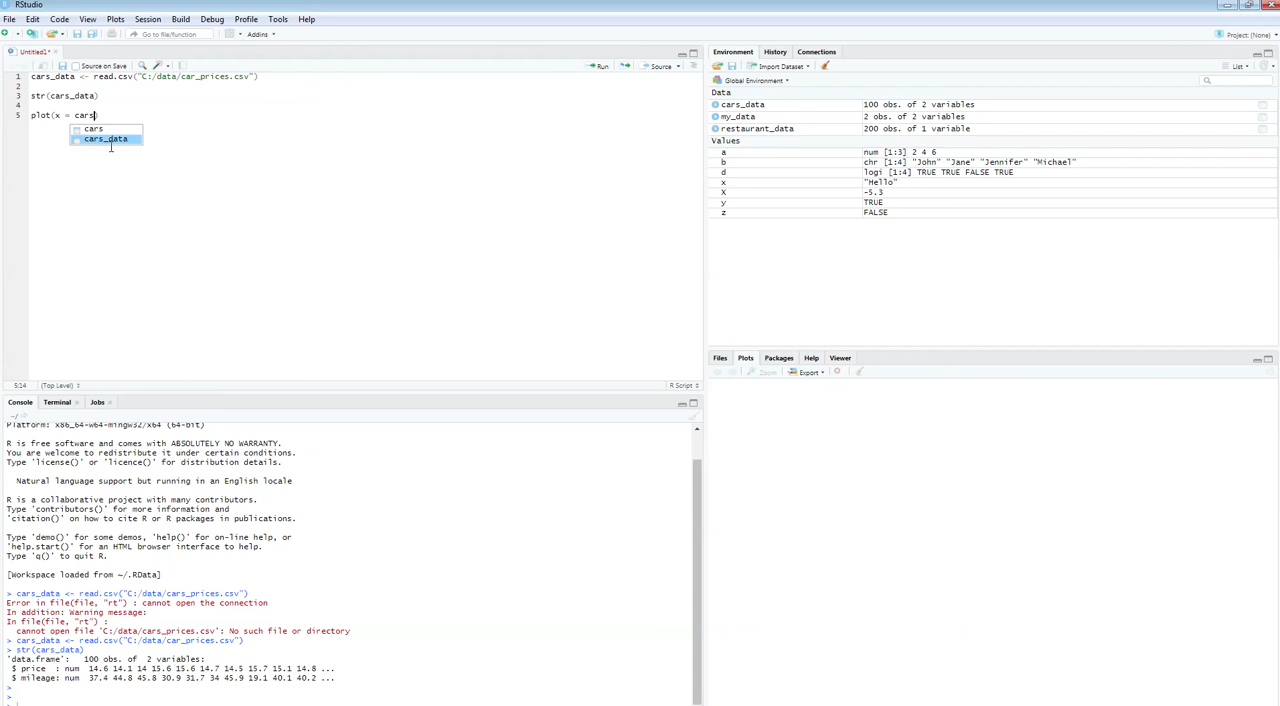 RStudio
File Edit Code View Plots Session Build Debug Profile Tools Help
Go to file/function Addins Project: (None)
Untitled1*
Source on Save Run Source
1 cars_data <- read.csv("C:/data/car_prices.csv")
2
3 str(cars_data)
4
5 plot(x = cars)
cars
cars_data
5:14 (Top Level) R Script
Console Terminal Jobs
~/
Platform: x86_64-w64-mingw32/x64 (64-bit)
R is free software and comes with ABSOLUTELY NO WARRANTY.
You are welcome to redistribute it under certain conditions.
Type 'license()' or 'licence()' for distribution details.
Natural language support but running in an English locale
R is a collaborative project with many contributors.
Type 'contributors()' for more information and
'citation()' on how to cite R or R packages in publications.
Type 'demo()' for some demos, 'help()' for on-line help, or
'help.start()' for an HTML browser interface to help.
Type 'q()' to quit R.
[Workspace loaded from ~/.RData]
> cars_data <- read.csv("C:/data/cars_prices.csv")
Error in file(file, "rt") : cannot open the connection
In addition: Warning message:
In file(file, "rt") :
cannot open file 'C:/data/cars_prices.csv': No such file or directory
> cars_data <- read.csv("C:/data/car_prices.csv")
> str(cars_data)
'data.frame': 100 obs. of 2 variables:
$ price : num 14.6 14.1 14 15.6 15.6 14.7 14.5 15.7 15.1 14.8 ...
$ mileage: num 37.4 44.8 45.8 30.9 31.7 34 45.9 19.1 40.1 40.2 ...
>
>
Environment History Connections
Import Dataset List
Global Environment
Data
cars_data 100 obs. of 2 variables
my_data 2 obs. of 2 variables
restaurant_data 200 obs. of 1 variable
Values
a num [1:3] 2 4 6
b chr [1:4] "John" "Jane" "Jennifer" "Michael"
d logi [1:4] TRUE TRUE FALSE TRUE
x "Hello"
X -5.3
y TRUE
z FALSE
Files Plots Packages Help Viewer
Zoom Export